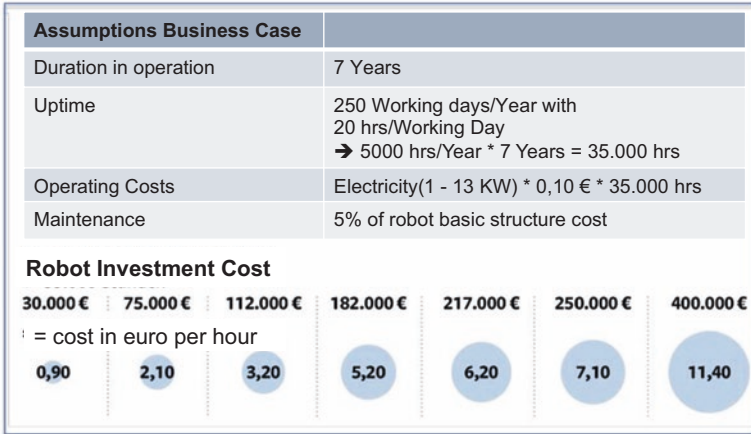 Assumptions Business Case
Duration in operation 7 Years
Uptime 250 Working days/Year with
20 hrs/Working Day
➔ 5000 hrs/Year * 7 Years = 35.000 hrs
Operating Costs Electricity(1 - 13 KW) * 0,10 € * 35.000 hrs
Maintenance 5% of robot basic structure cost
Robot Investment Cost
30.000 € 75.000 € 112.000 € 182.000 € 217.000 € 250.000 € 400.000 €
= cost in euro per hour
0,90 2,10 3,20 5,20 6,20 7,10 11,40